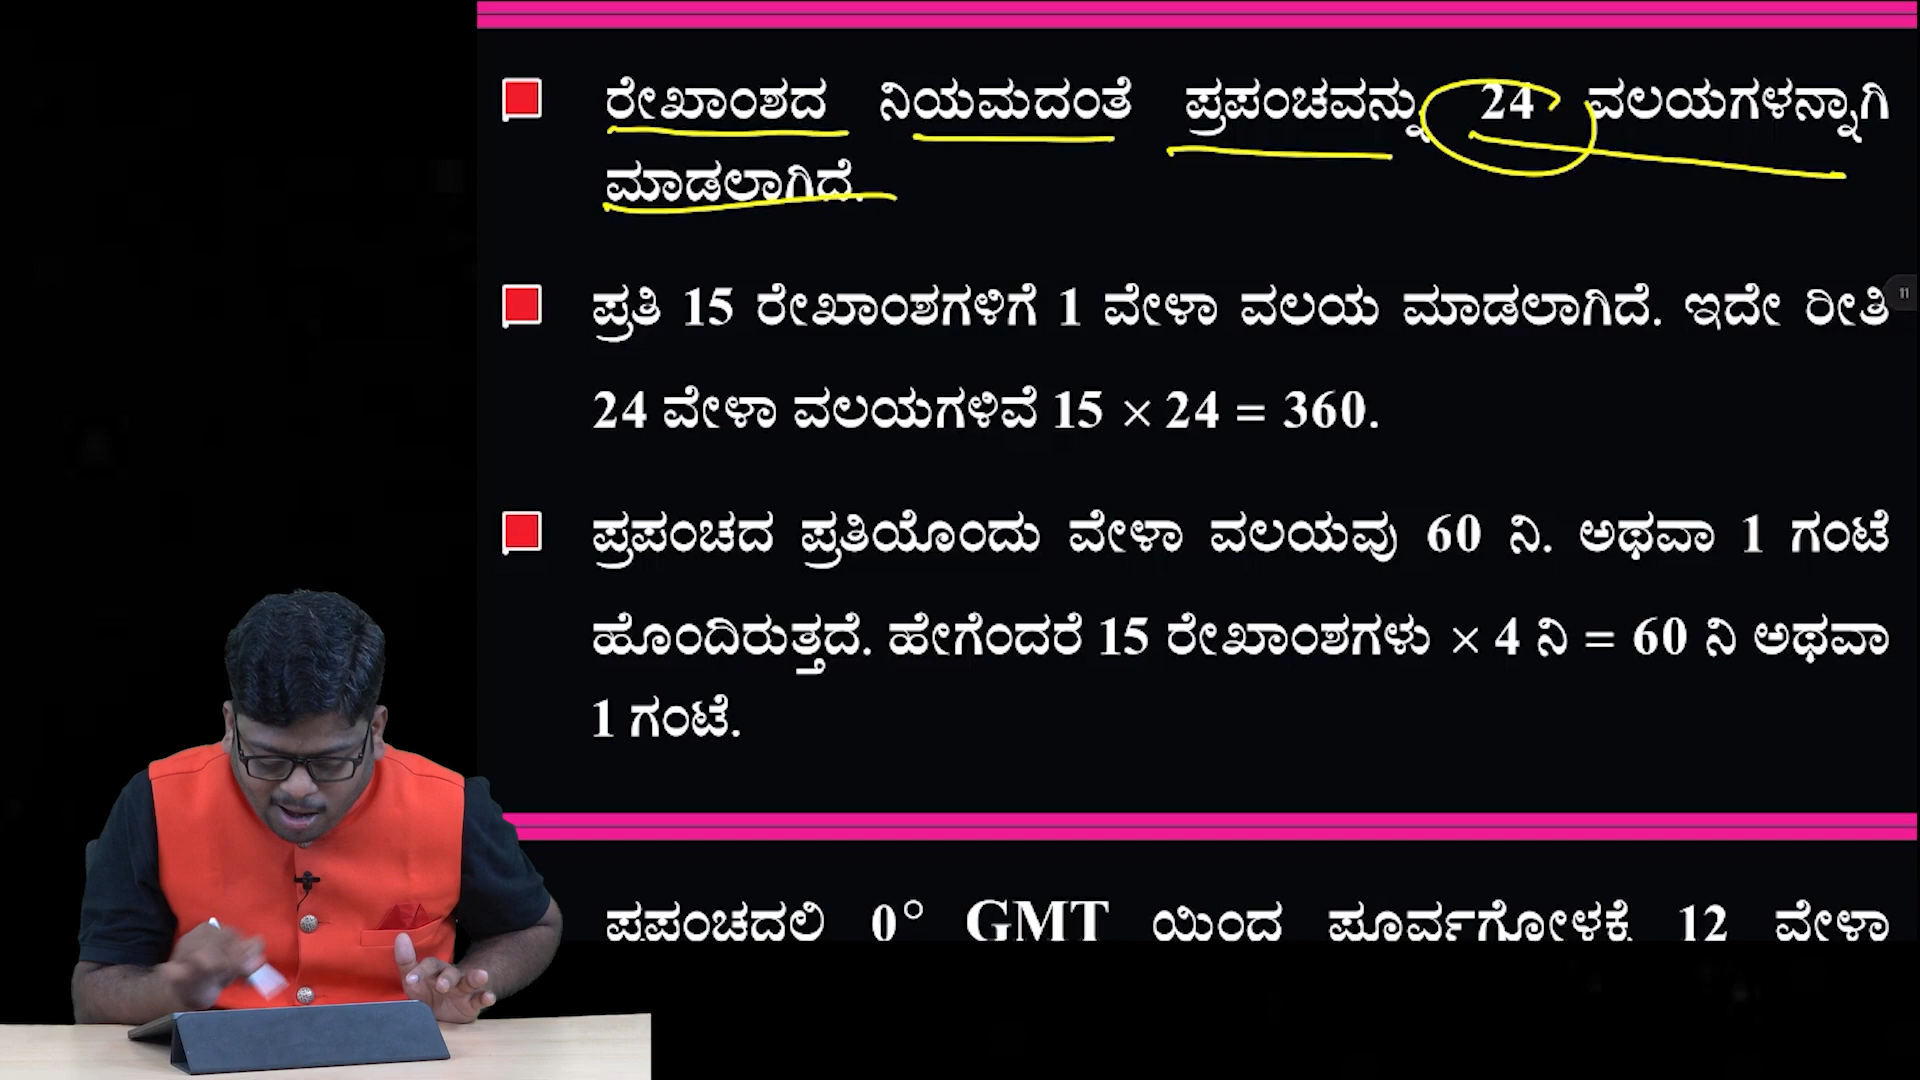 ರೇಖಾಂಶದ ನಿಯಮದಂತೆ ಪ್ರಪಂಚವನ್ನು 24 ವಲಯಗಳನ್ನಾಗಿ
ಮಾಡಲಾಗಿದೆ.
ಪ್ರತಿ 15 ರೇಖಾಂಶಗಳಿಗೆ 1 ವೇಳಾ ವಲಯ ಮಾಡಲಾಗಿದೆ. ಇದೇ ರೀತಿ
24 ವೇಳಾ ವಲಯಗಳಿವೆ 15 × 24 = 360.
ಪ್ರಪಂಚದ ಪ್ರತಿಯೊಂದು ವೇಳಾ ವಲಯವು 60 ನಿ. ಅಥವಾ 1 ಗಂಟೆ
ಹೊಂದಿರುತ್ತದೆ. ಹೇಗೆಂದರೆ 15 ರೇಖಾಂಶಗಳು × 4 ನಿ = 60 ನಿ ಅಥವಾ
1 ಗಂಟೆ.
ಪ್ರಪಂಚದಲ್ಲಿ 0° GMT ಯಿಂದ ಪೂರ್ವಗೋಳಕ್ಕೆ 12 ವೇಳಾ
11